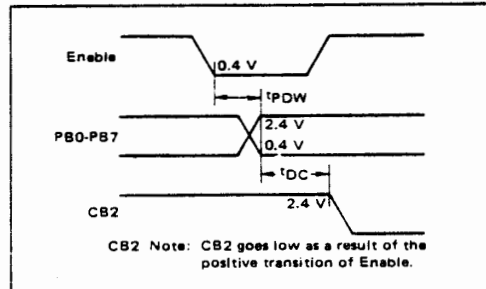 Enable
0.4 V
tPDW
PB0-PB7
2.4 V
0.4 V
tDC
CB2
2.4 V
CB2 Note: CB2 goes low as a result of the
positive transition of Enable.